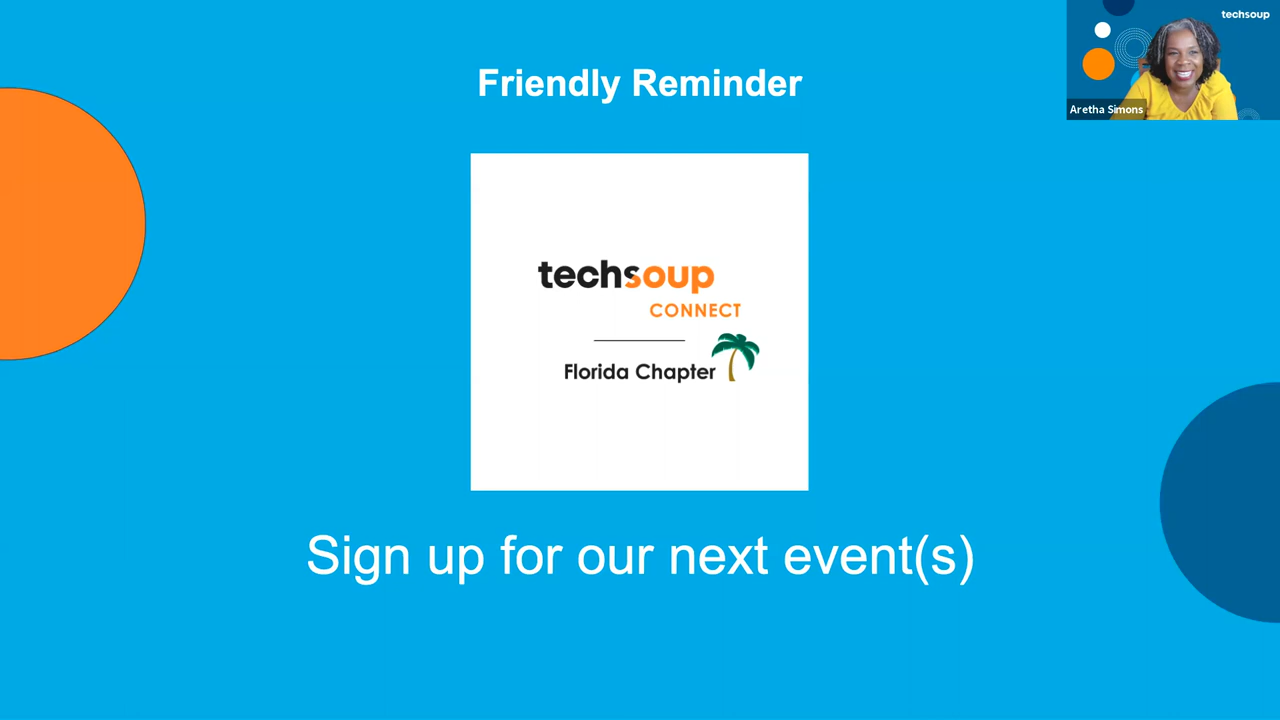 techsoup
Friendly Reminder
Aretha Simons
techsoup
CONNECT
Florida Chapter
Sign up for our next event(s)